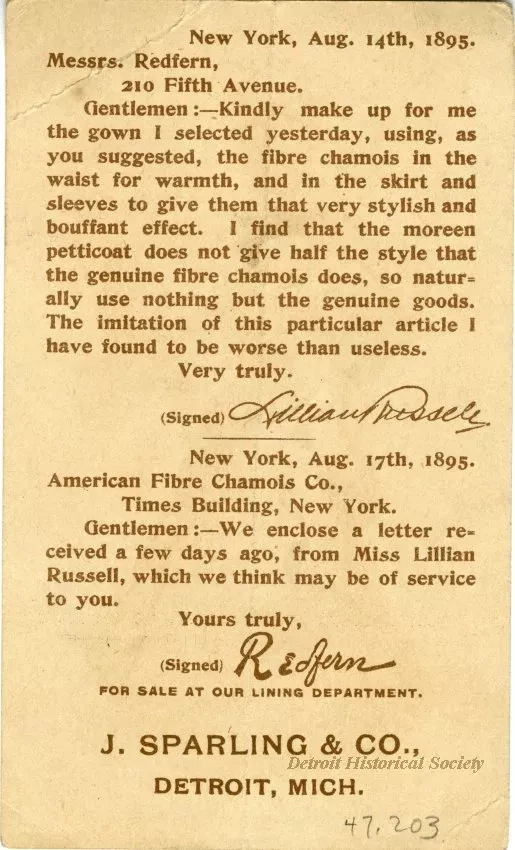 New York, Aug. 14th, 1895.
Messrs. Redfern,
210 Fifth Avenue.
Gentlemen:—Kindly make up for me
the gown I selected yesterday, using, as
you suggested, the fibre chamois in the
waist for warmth, and in the skirt and
sleeves to give them that very stylish and
bouffant effect. I find that the moreen
petticoat does not give half the style that
the genuine fibre chamois does, so natur=
ally use nothing but the genuine goods.
The imitation of this particular article I
have found to be worse than useless.
Very truly.
(Signed) Lillian Russell
New York, Aug. 17th, 1895.
American Fibre Chamois Co.,
Times Building, New York.
Gentlemen:—We enclose a letter re=
ceived a few days ago, from Miss Lillian
Russell, which we think may be of service
to you.
Yours truly,
(Signed) Redfern
FOR SALE AT OUR LINING DEPARTMENT.
J. SPARLING & CO.,
Detroit Historical Society
DETROIT, MICH.
47.203